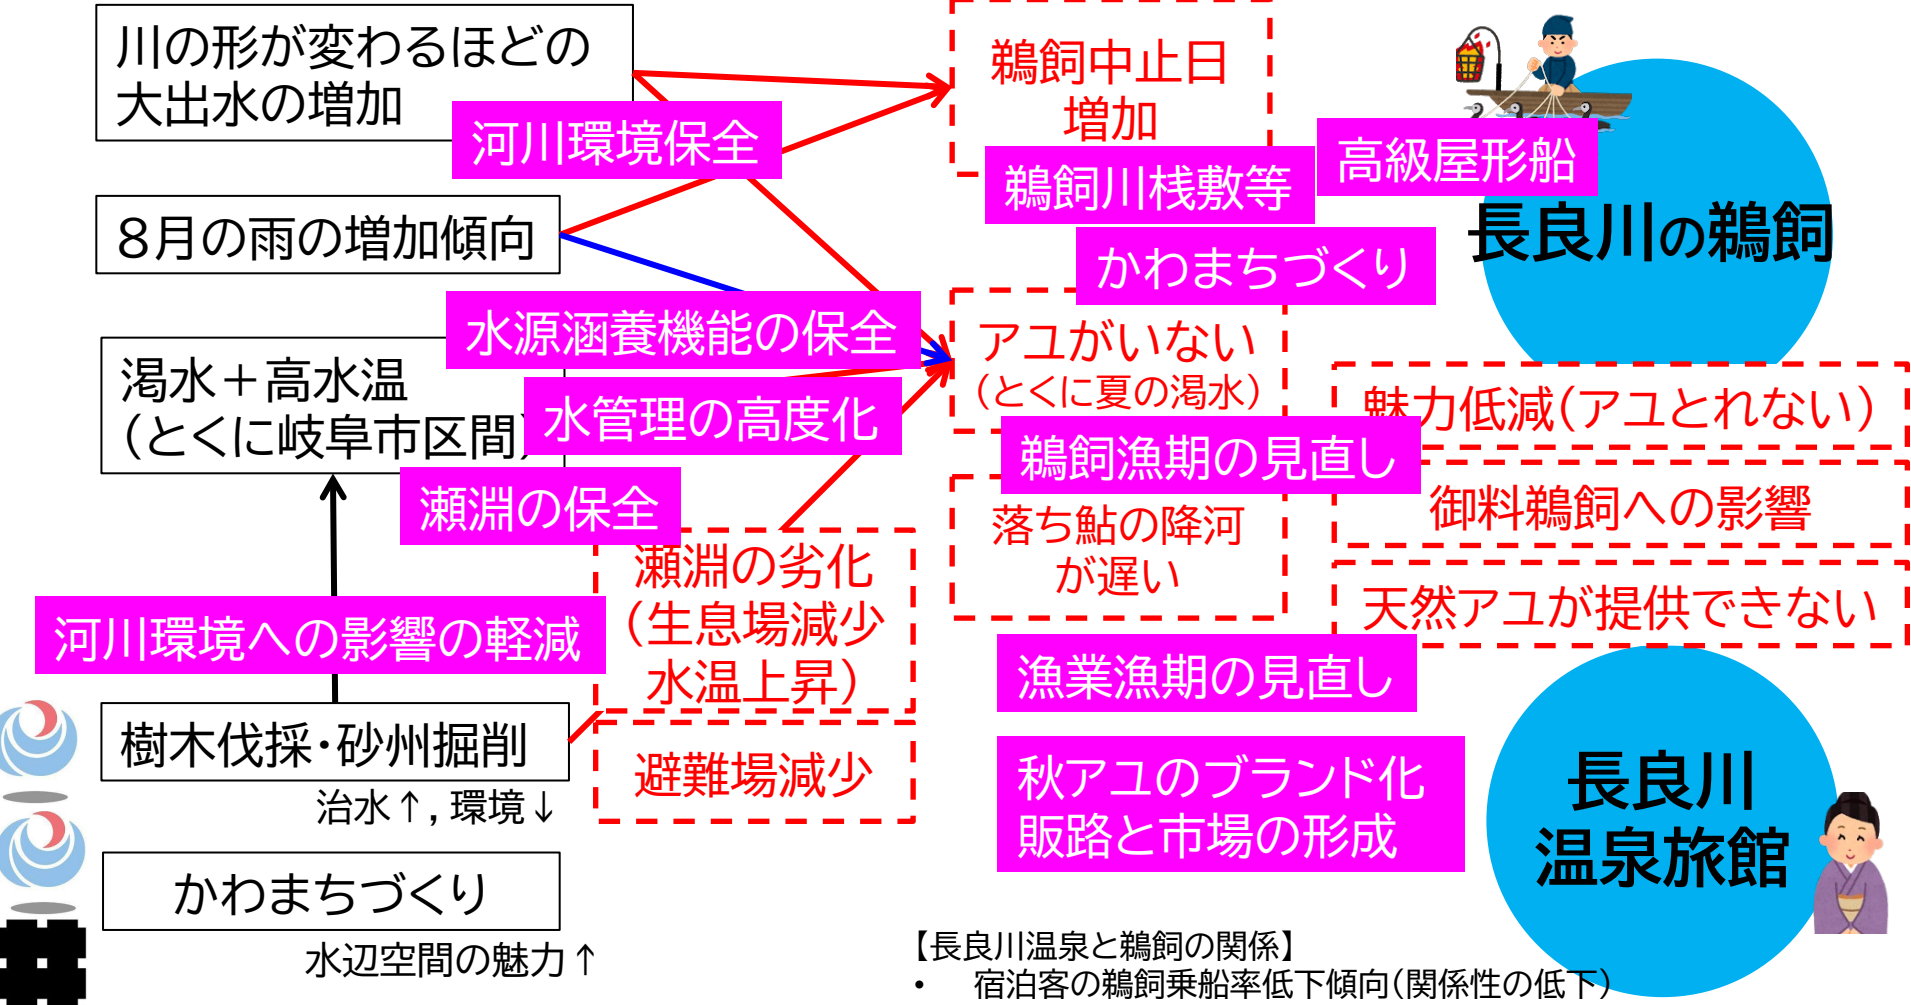 川の形が変わるほどの
大出水の増加
河川環境保全
８月の雨の増加傾向
水源涵養機能の保全
渇水＋高水温
（とくに岐阜市区間）
水管理の高度化
瀬淵の保全
瀬淵の劣化
（生息場減少
水温上昇）
河川環境への影響の軽減
樹木伐採・砂州掘削
治水↑，環境↓
避難場減少
かわまちづくり
水辺空間の魅力↑
鵜飼中止日
増加
鵜飼川桟敷等
高級屋形船
長良川の鵜飼
かわまちづくり
アユがいない
（とくに夏の渇水）
魅力低減（アユとれない）
鵜飼漁期の見直し
御料鵜飼への影響
落ち鮎の降河
が遅い
天然アユが提供できない
漁業漁期の見直し
秋アユのブランド化
販路と市場の形成
長良川
温泉旅館
【長良川温泉と鵜飼の関係】
• 宿泊客の鵜飼乗船率低下傾向（関係性の低下）